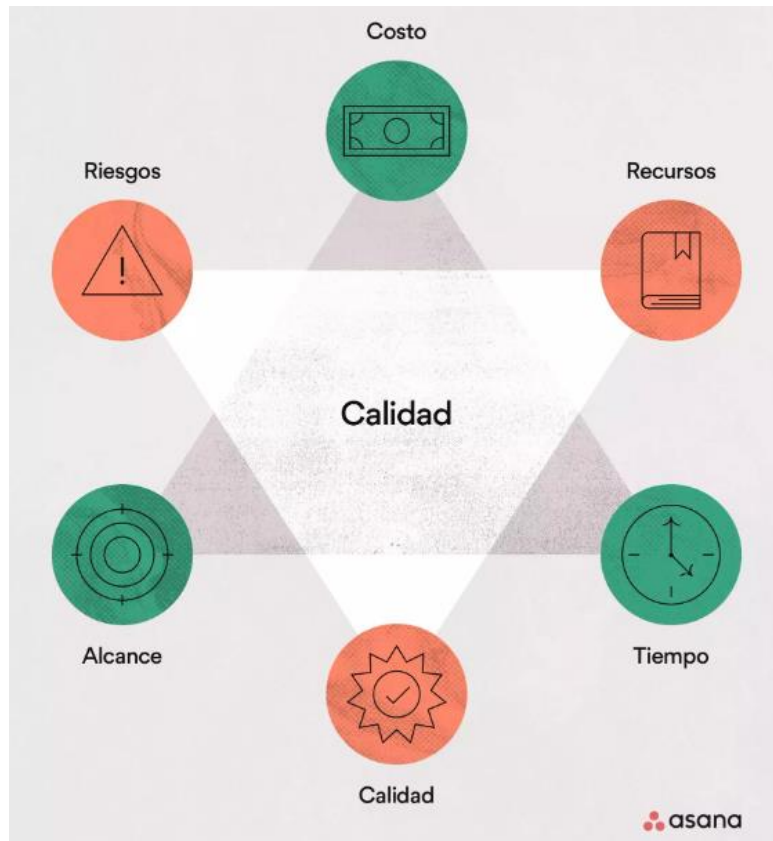 Costo
Riesgos
Recursos
Calidad
Alcance
Tiempo
Calidad
asana